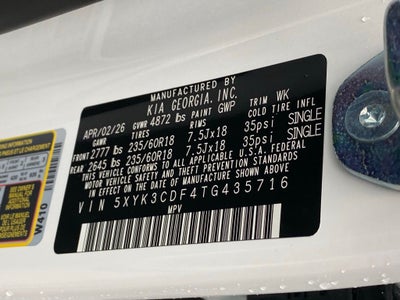 MANUFACTURED BY
KIA GEORGIA, INC.
APR/02/26 GVWR 4872 lbs PAINT GWP TRIM WK
GAWR TIRES RIMS COLD TIRE INFL
FRONT 2777 lbs 235/60R18 7.5Jx18 35psi SINGLE
REAR 2645 lbs 235/60R18 7.5Jx18 35psi SINGLE
THIS VEHICLE CONFORMS TO ALL APPLICABLE U.S.A. FEDERAL
MOTOR VEHICLE SAFETY AND THEFT PREVENTION STANDARDS
IN EFFECT ON THE DATE OF MANUFACTURE SHOWN ABOVE
VIN 5XYK3CDF4TG435716
MPV
W410